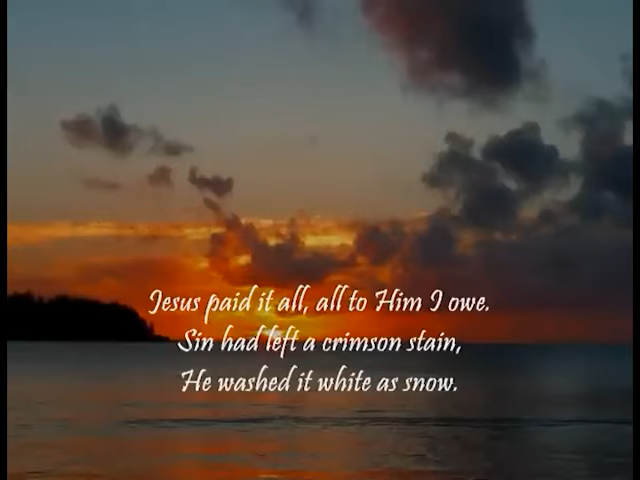 Jesus paid it all, all to Him I owe.
Sin had left a crimson stain,
He washed it white as snow.